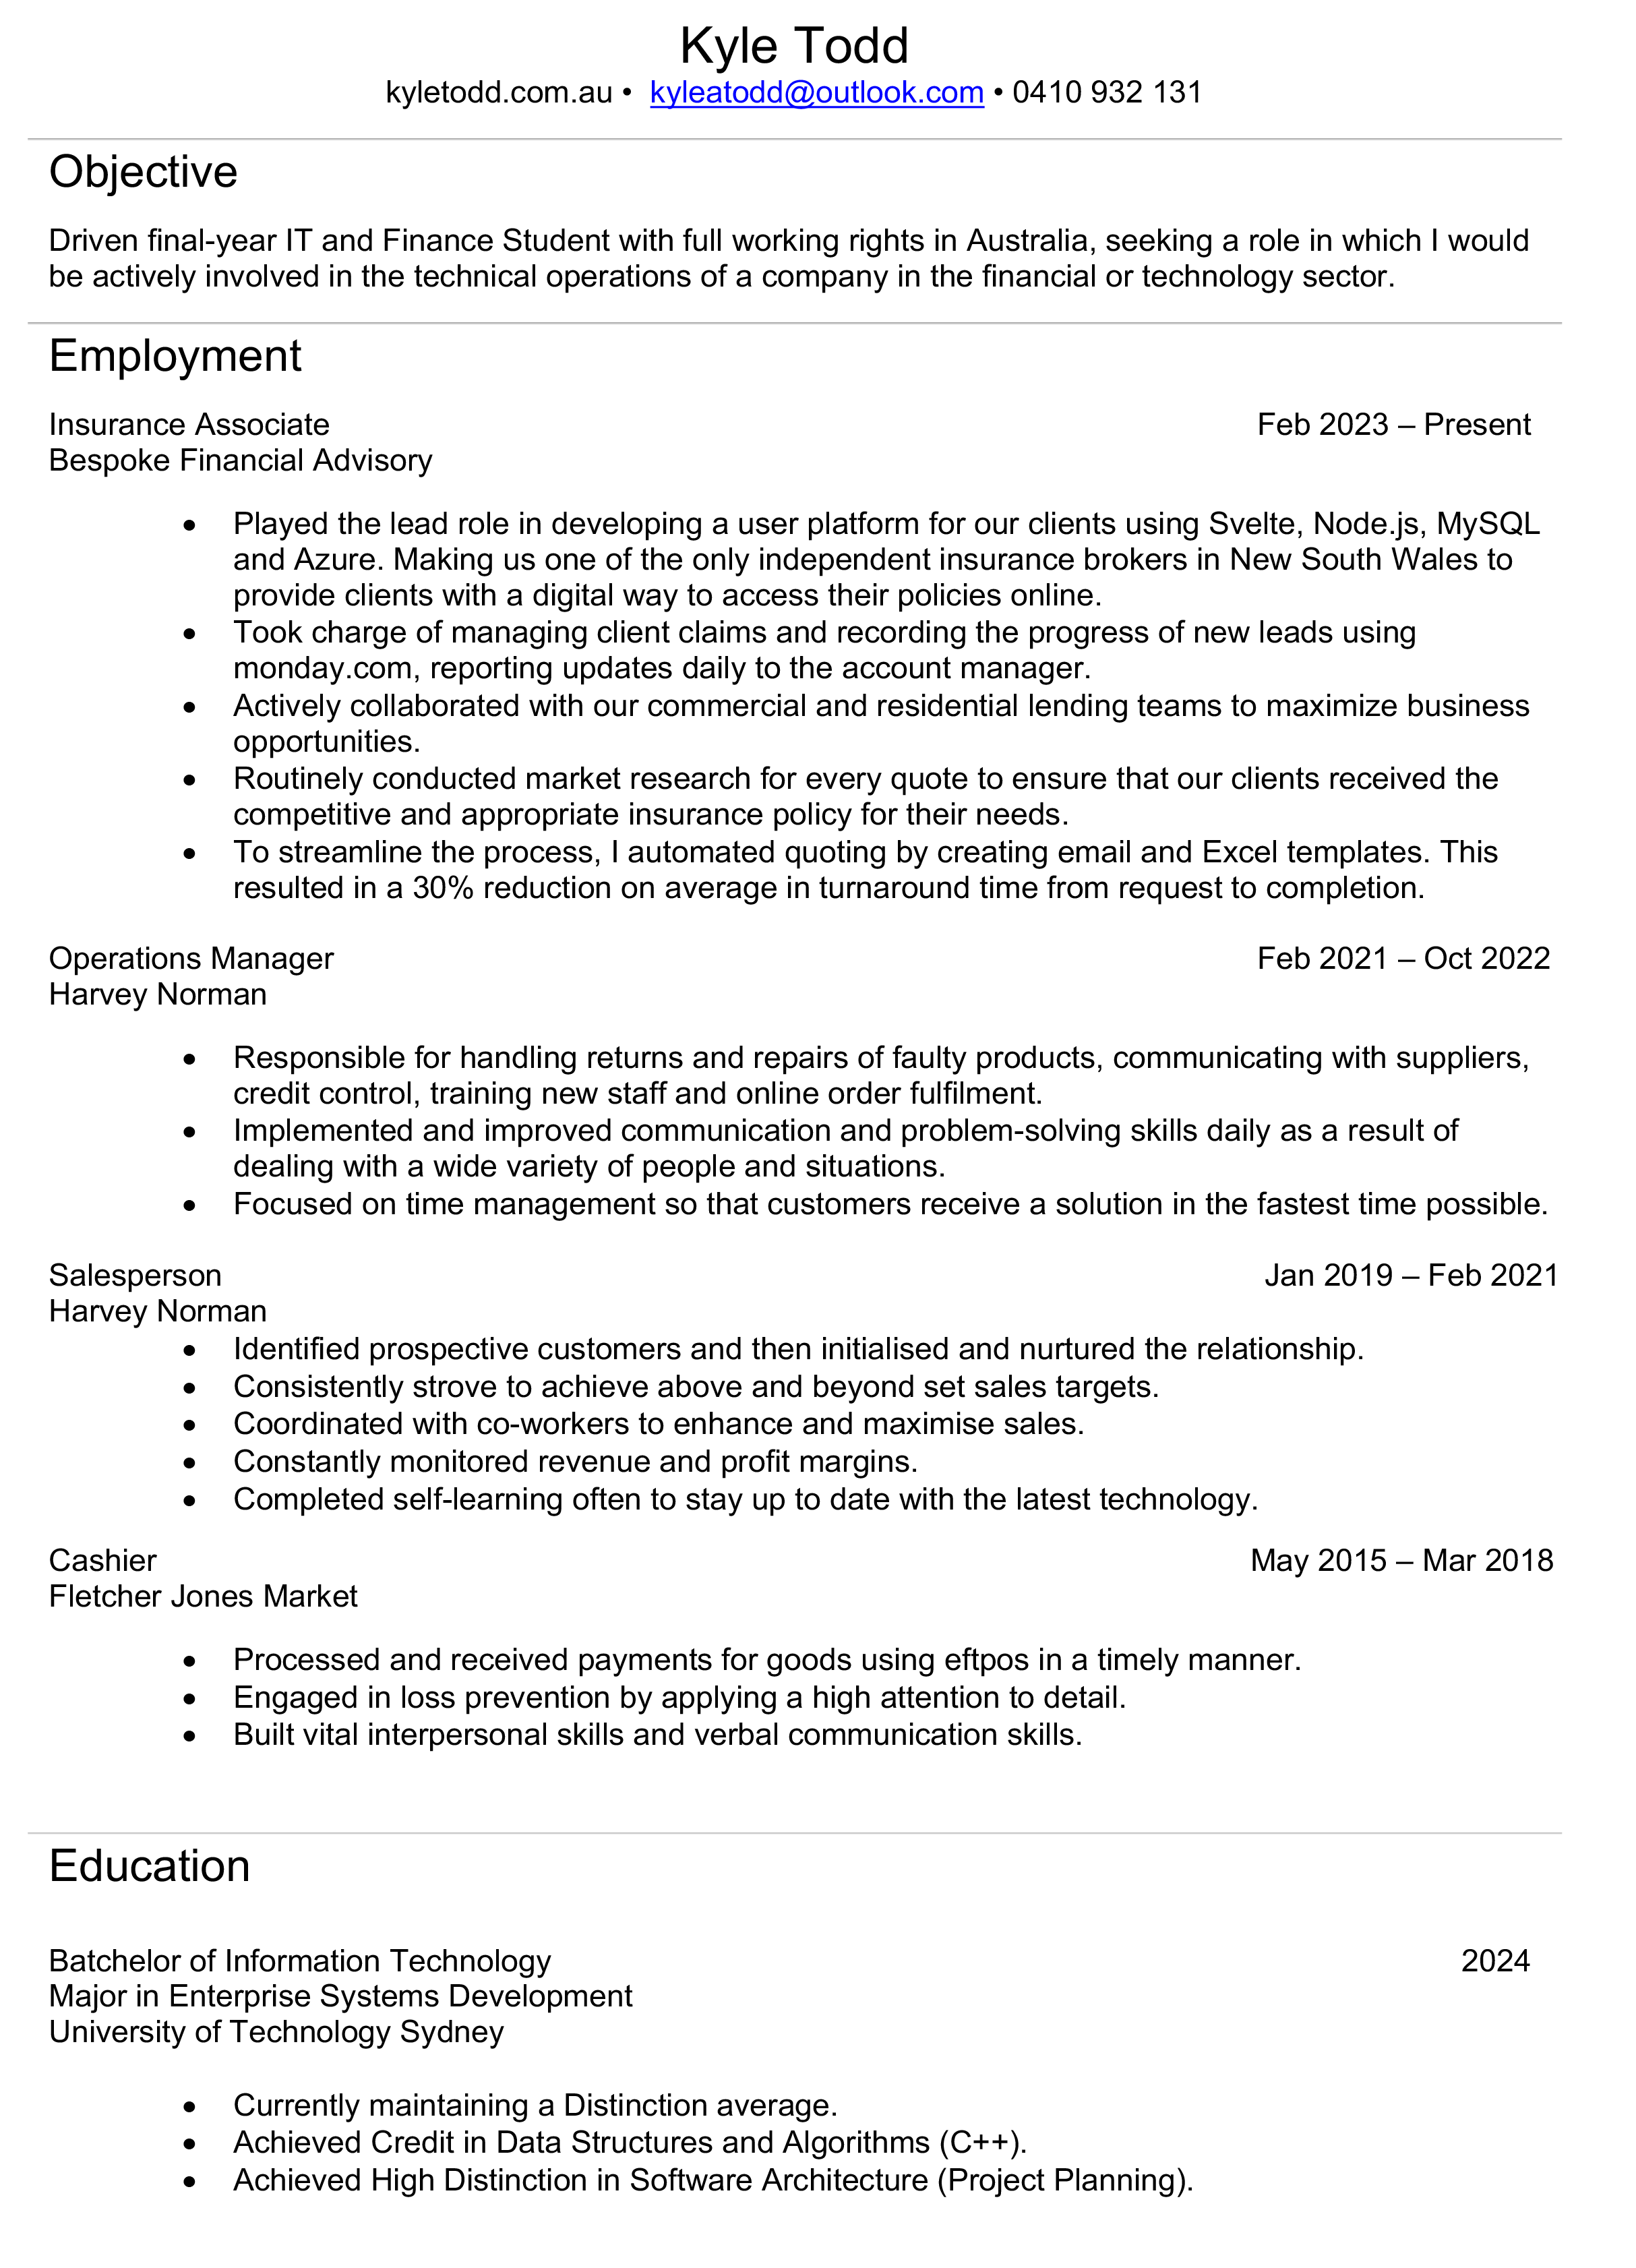 Kyle Todd
kyletodd.com.au • kyleatodd@outlook.com • 0410 932 131
Objective
Driven final-year IT and Finance Student with full working rights in Australia, seeking a role in which I would
be actively involved in the technical operations of a company in the financial or technology sector.
Employment
Insurance Associate Feb 2023 – Present
Bespoke Financial Advisory
• Played the lead role in developing a user platform for our clients using Svelte, Node.js, MySQL
and Azure. Making us one of the only independent insurance brokers in New South Wales to
provide clients with a digital way to access their policies online.
• Took charge of managing client claims and recording the progress of new leads using
monday.com, reporting updates daily to the account manager.
• Actively collaborated with our commercial and residential lending teams to maximize business
opportunities.
• Routinely conducted market research for every quote to ensure that our clients received the
competitive and appropriate insurance policy for their needs.
• To streamline the process, I automated quoting by creating email and Excel templates. This
resulted in a 30% reduction on average in turnaround time from request to completion.
Operations Manager Feb 2021 – Oct 2022
Harvey Norman
• Responsible for handling returns and repairs of faulty products, communicating with suppliers,
credit control, training new staff and online order fulfilment.
• Implemented and improved communication and problem-solving skills daily as a result of
dealing with a wide variety of people and situations.
• Focused on time management so that customers receive a solution in the fastest time possible.
Salesperson Jan 2019 – Feb 2021
Harvey Norman
• Identified prospective customers and then initialised and nurtured the relationship.
• Consistently strove to achieve above and beyond set sales targets.
• Coordinated with co-workers to enhance and maximise sales.
• Constantly monitored revenue and profit margins.
• Completed self-learning often to stay up to date with the latest technology.
Cashier May 2015 – Mar 2018
Fletcher Jones Market
• Processed and received payments for goods using eftpos in a timely manner.
• Engaged in loss prevention by applying a high attention to detail.
• Built vital interpersonal skills and verbal communication skills.
Education
Batchelor of Information Technology 2024
Major in Enterprise Systems Development
University of Technology Sydney
• Currently maintaining a Distinction average.
• Achieved Credit in Data Structures and Algorithms (C++).
• Achieved High Distinction in Software Architecture (Project Planning).